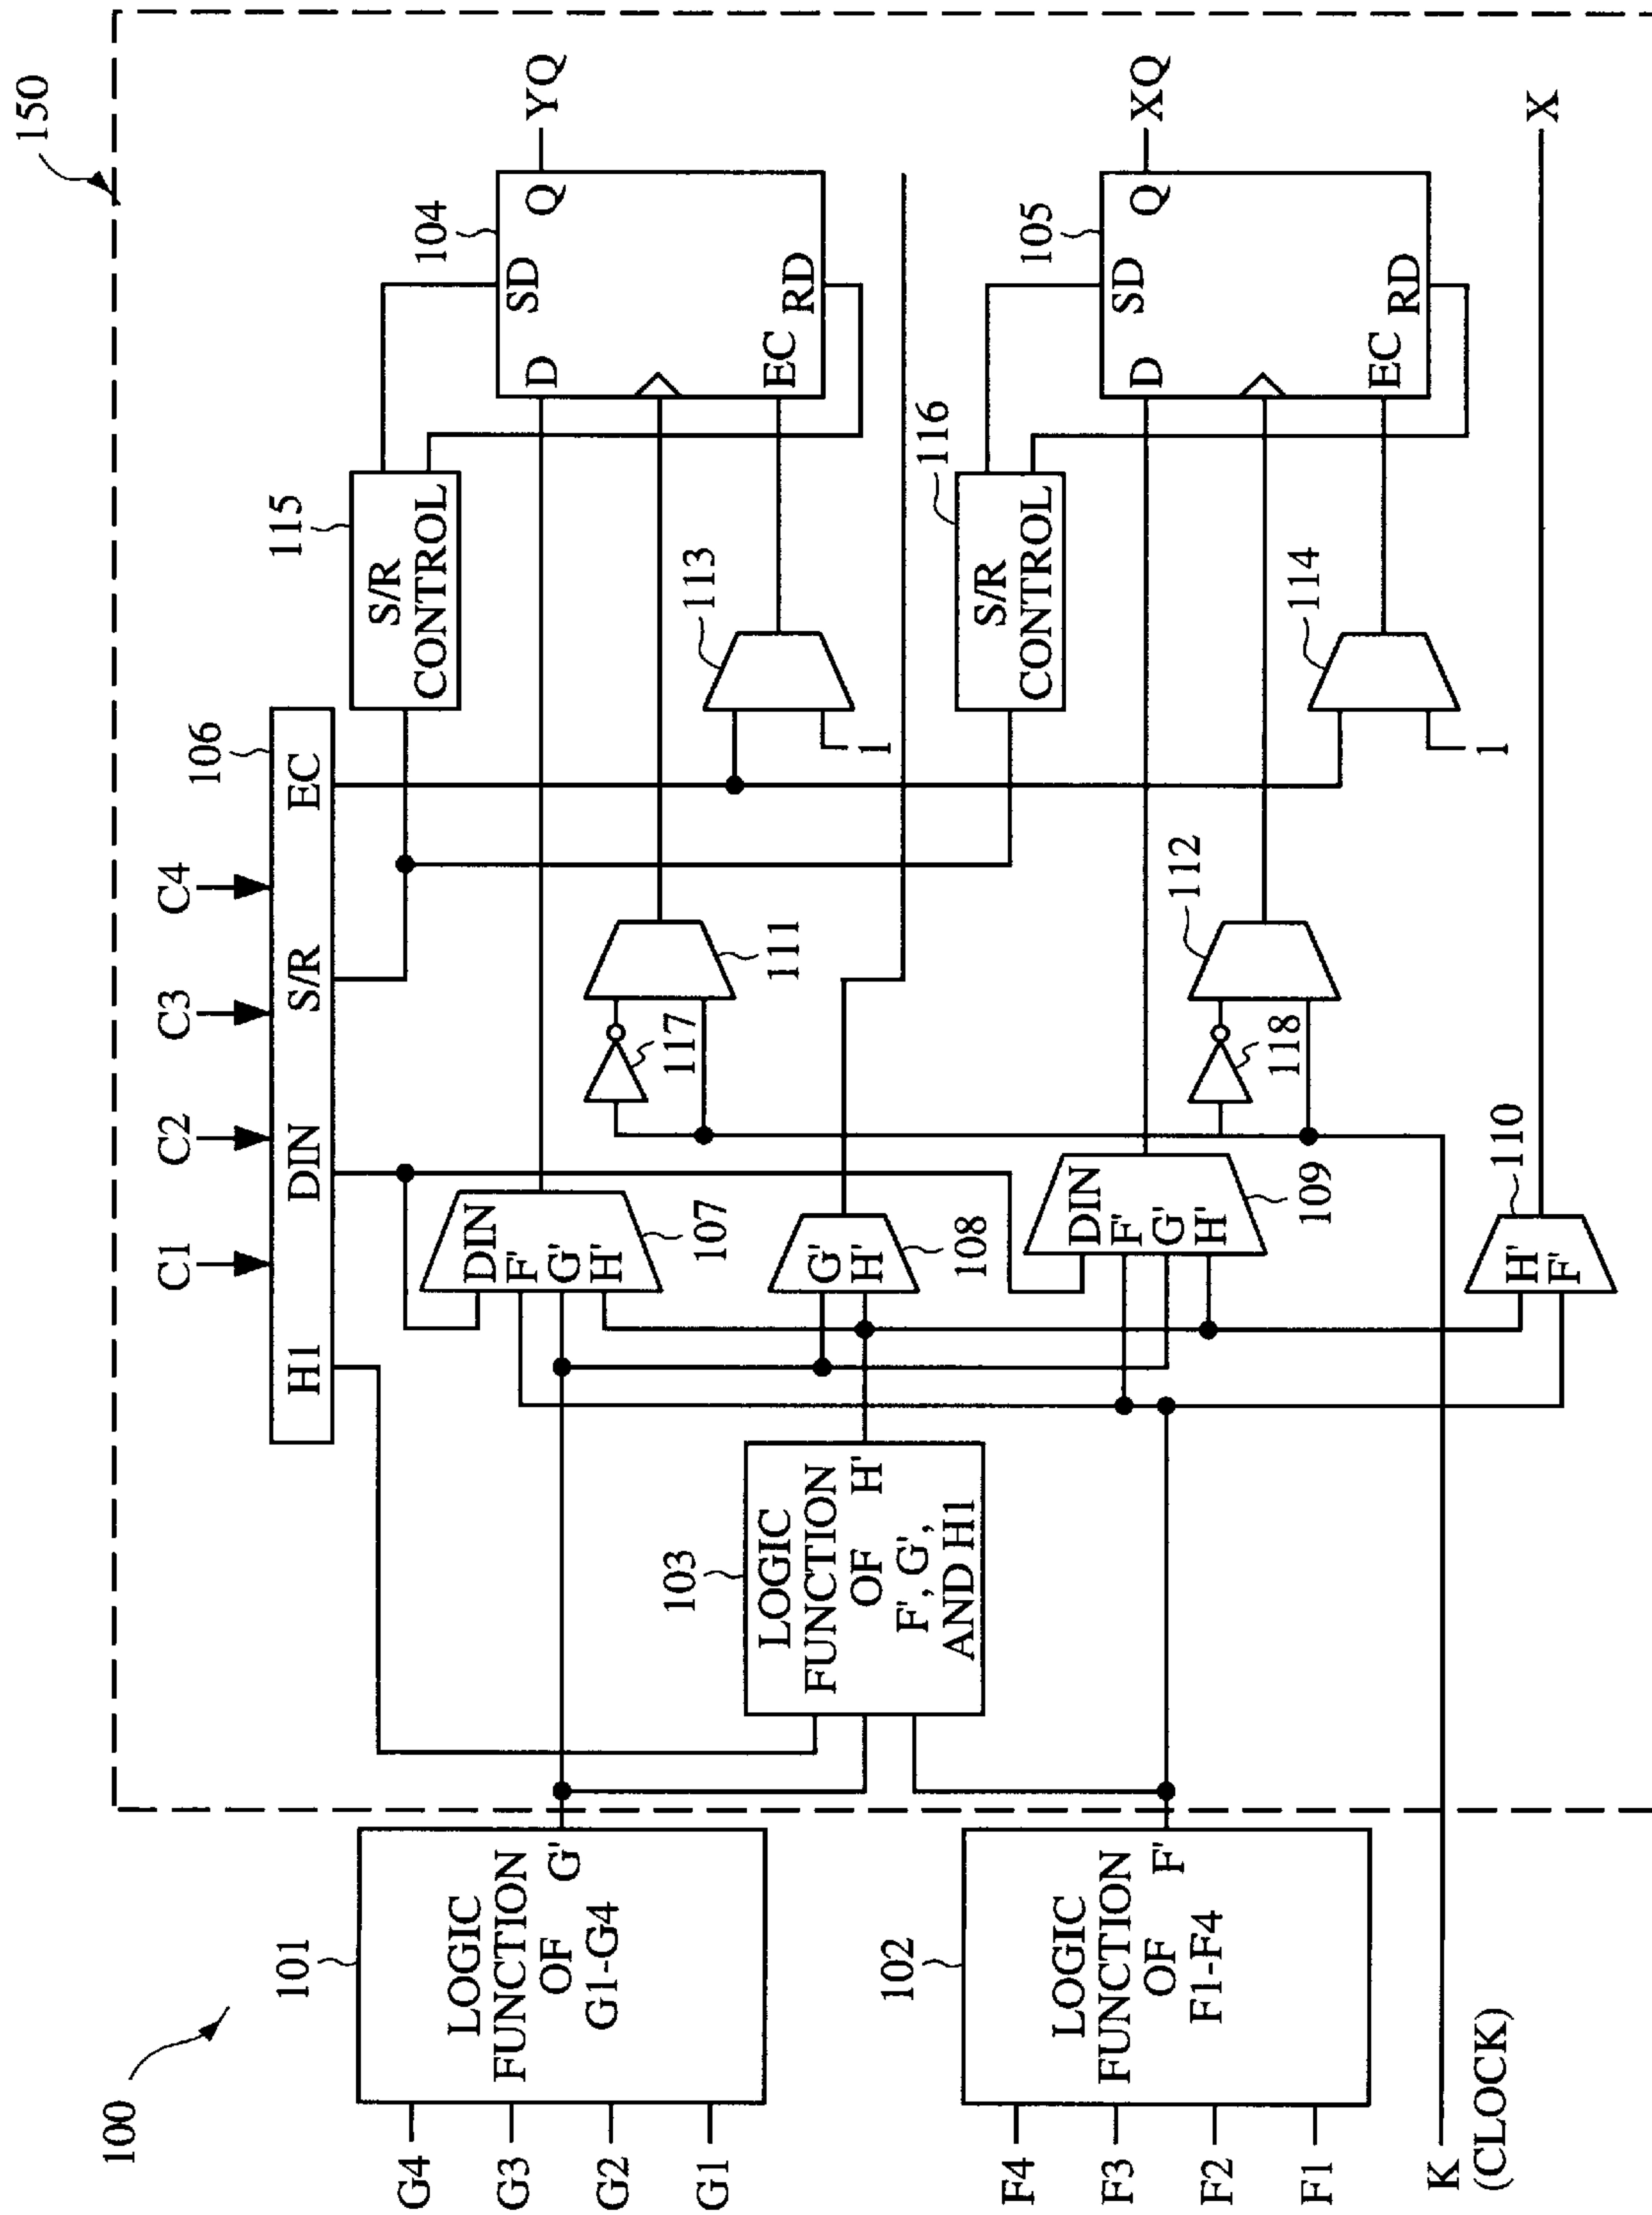 100
150
C1
C2
C3
C4
106
H1
DIN
S/R
EC
115
S/R
CONTROL
104
SD
D
Q
EC
RD
YQ
101
LOGIC
FUNCTION
OF
G1-G4
G'
G4
G3
G2
G1
DIN
F'
G'
H'
107
117
111
113
1
103
LOGIC
FUNCTION
OF
F', G',
AND H1
H'
G'
H'
108
116
S/R
CONTROL
105
SD
D
Q
EC
RD
XQ
102
LOGIC
FUNCTION
OF
F1-F4
F'
F4
F3
F2
F1
DIN
F'
G'
H'
109
118
112
114
1
K
(CLOCK)
H'
F'
110
X